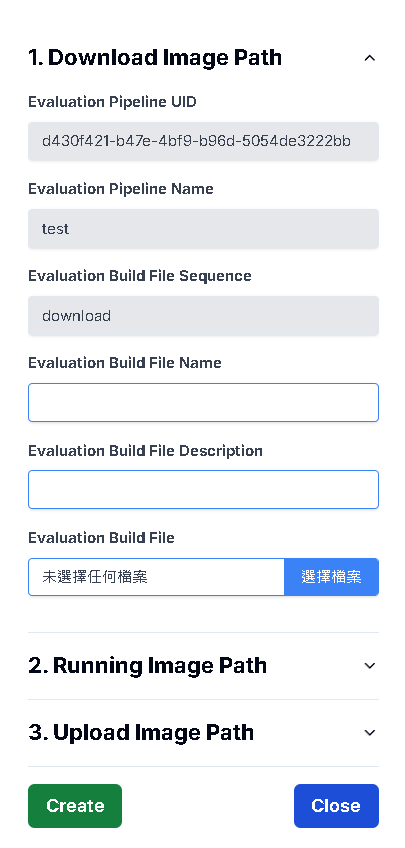 1. Download Image Path
Evaluation Pipeline UID
d430f421-b47e-4bf9-b96d-5054de3222bb
Evaluation Pipeline Name
test
Evaluation Build File Sequence
download
Evaluation Build File Name
Evaluation Build File Description
Evaluation Build File
未選擇任何檔案 選擇檔案
2. Running Image Path
3. Upload Image Path
Create Close